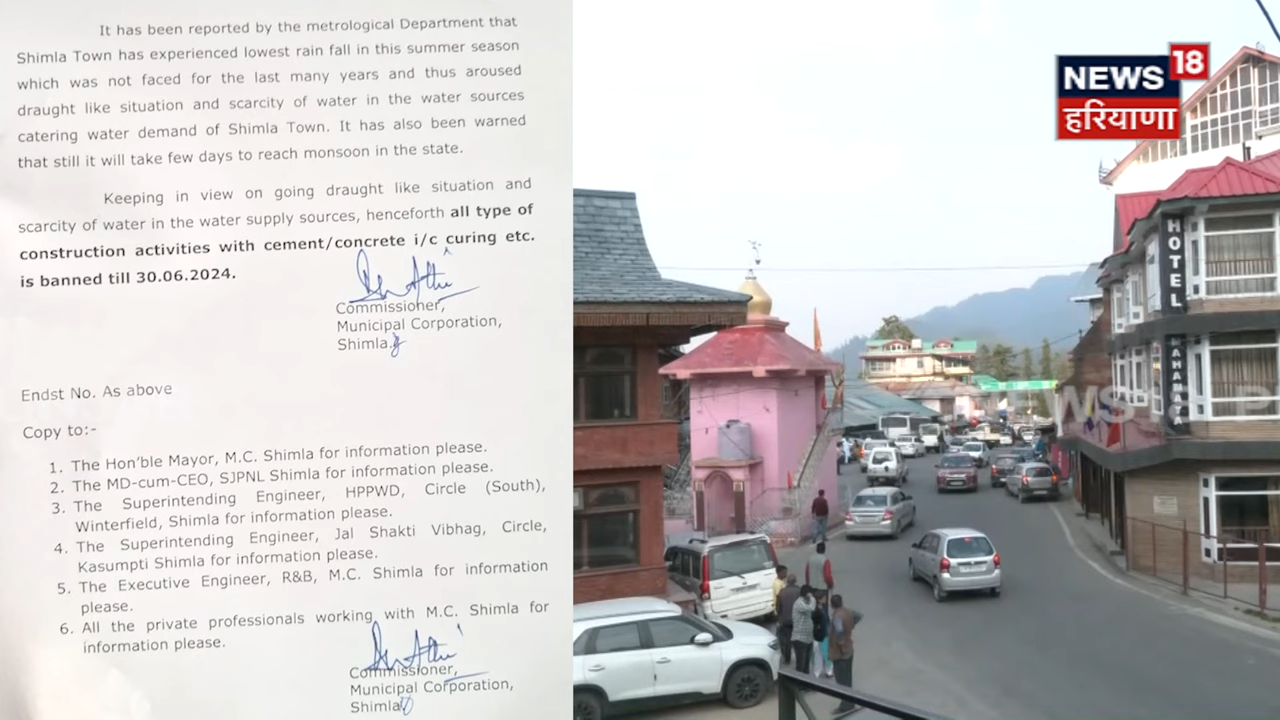 It has been reported by the metrological Department that
Shimla Town has experienced lowest rain fall in this summer season
which was not faced for the last many years and thus aroused
draught like situation and scarcity of water in the water sources
catering water demand of Shimla Town. It has also been warned
that still it will take few days to reach monsoon in the state.
Keeping in view on going draught like situation and
scarcity of water in the water supply sources, henceforth all type of
construction activities with cement/concrete i/c curing etc.
is banned till 30.06.2024.
Commissioner,
Municipal Corporation,
Shimla.
Endst No. As above
Copy to:-
1. The Hon'ble Mayor, M.C. Shimla for information please.
2. The MD-cum-CEO, SJPNL Shimla for information please.
3. The Superintending Engineer, HPPWD, Circle (South),
Winterfield, Shimla for information please.
4. The Superintending Engineer, Jal Shakti Vibhag, Circle,
Kasumpti Shimla for information please.
5. The Executive Engineer, R&B, M.C. Shimla for information
please.
6. All the private professionals working with M.C. Shimla for
information please.
Commissioner,
Municipal Corporation,
Shimla
NEWS 18
हरियाणा
HOTEL
MAHAMAYA
NEWS